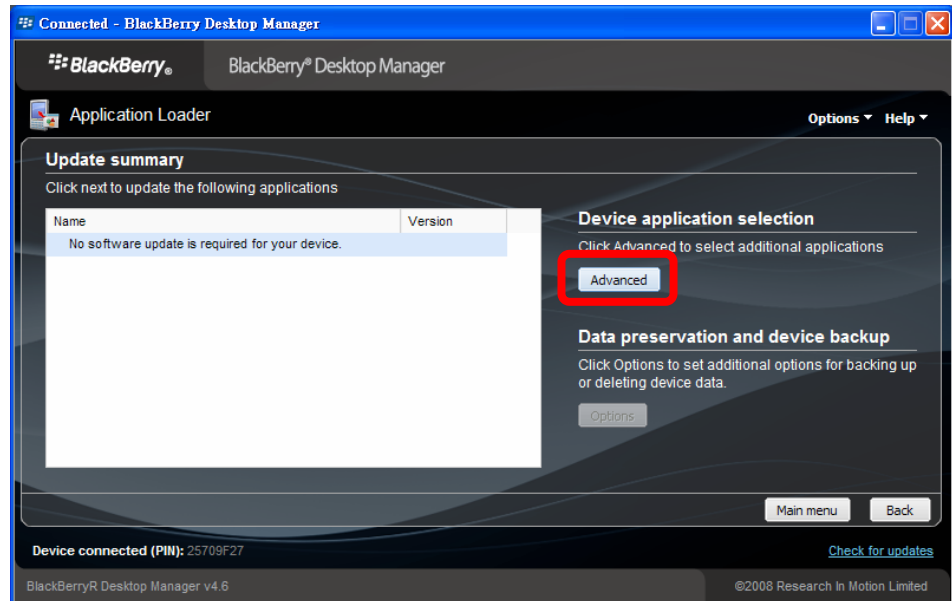 Connected - BlackBerry Desktop Manager
BlackBerry® BlackBerry® Desktop Manager
Application Loader
Options Help
Update summary
Click next to update the following applications
Name Version
No software update is required for your device.
Device application selection
Click Advanced to select additional applications
Advanced
Data preservation and device backup
Click Options to set additional options for backing up
or deleting device data.
Options
Main menu Back
Device connected (PIN): 25709F27
Check for updates
BlackBerryR Desktop Manager v4.6
©2008 Research In Motion Limited